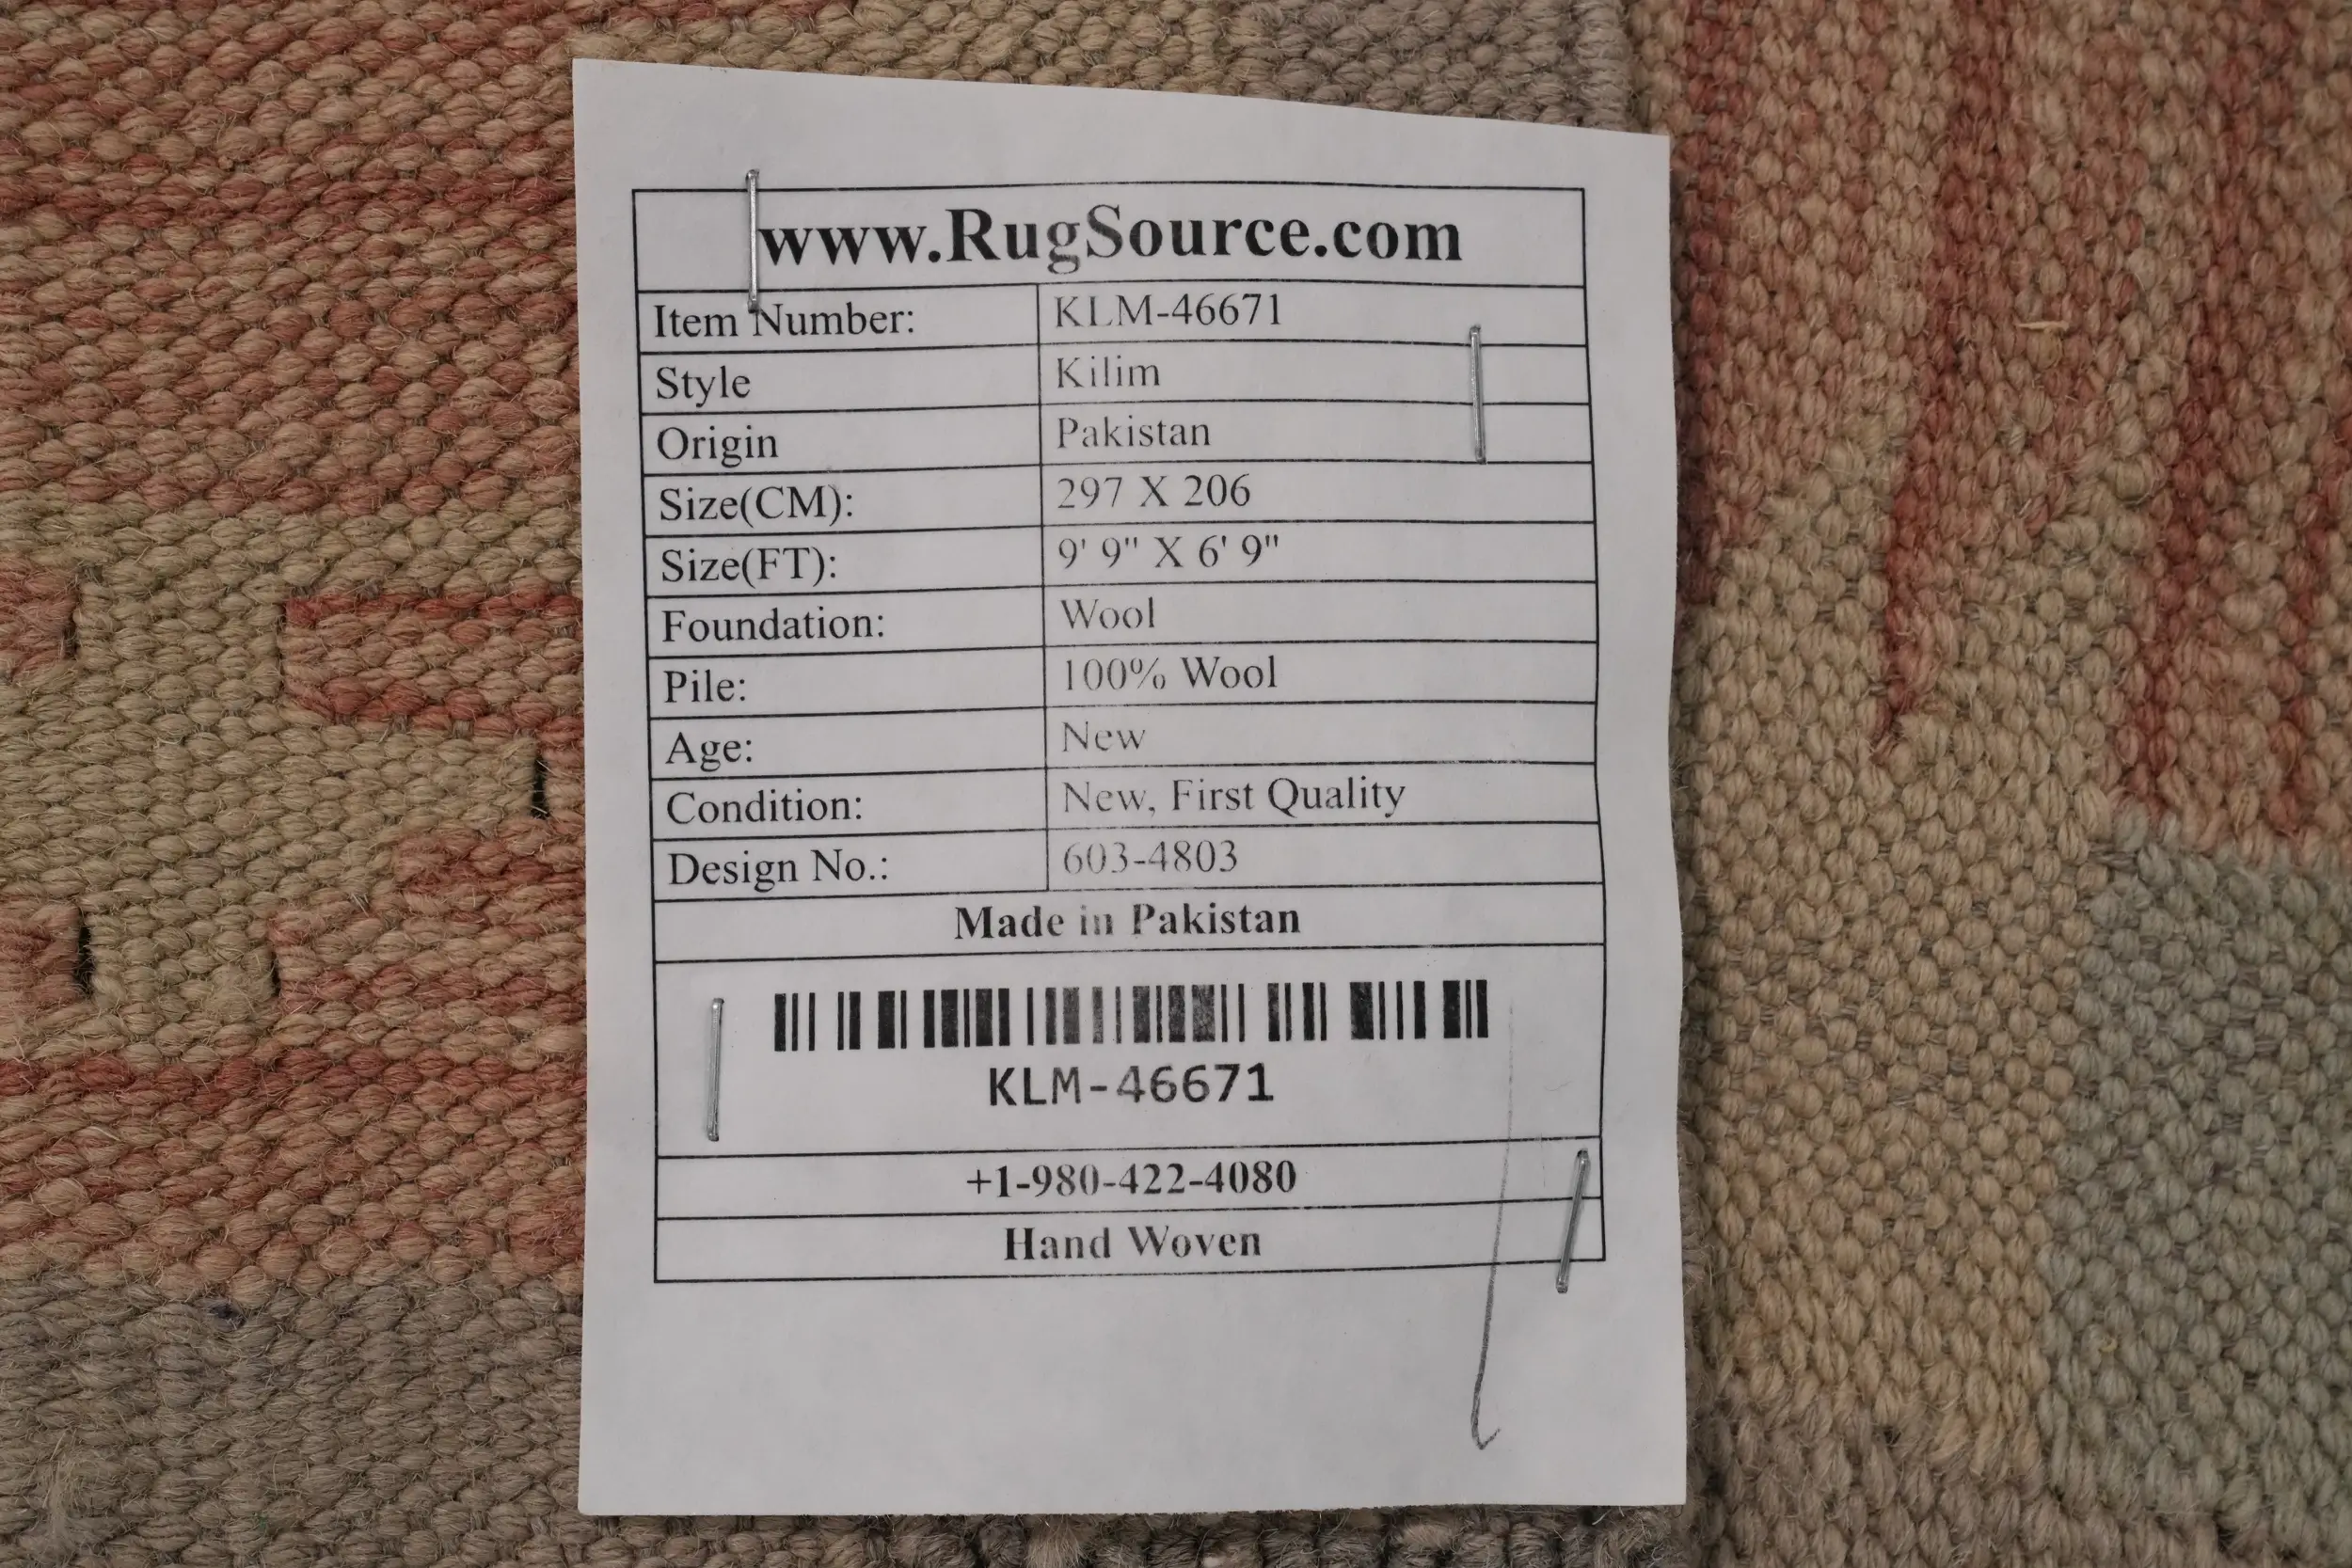 www.RugSource.com
Item Number: KLM-46671
Style Kilim
Origin Pakistan
Size(CM): 297 X 206
Size(FT): 9' 9" X 6' 9"
Foundation: Wool
Pile: 100% Wool
Age: New
Condition: New, First Quality
Design No.: 603-4803
Made in Pakistan
KLM-46671
+1-980-422-4080
Hand Woven